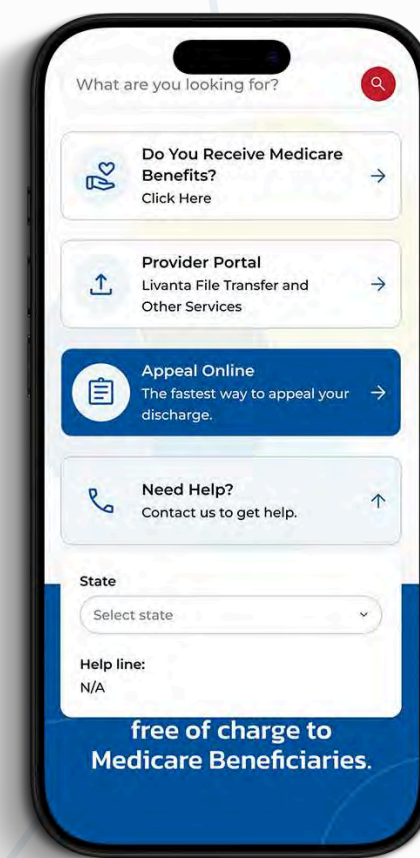 What are you looking for?
Do You Receive Medicare
Benefits?
Click Here
Provider Portal
Livanta File Transfer and
Other Services
Appeal Online
The fastest way to appeal your
discharge.
Need Help?
Contact us to get help.
State
Select state
Help line:
N/A
free of charge to
Medicare Beneficiaries.